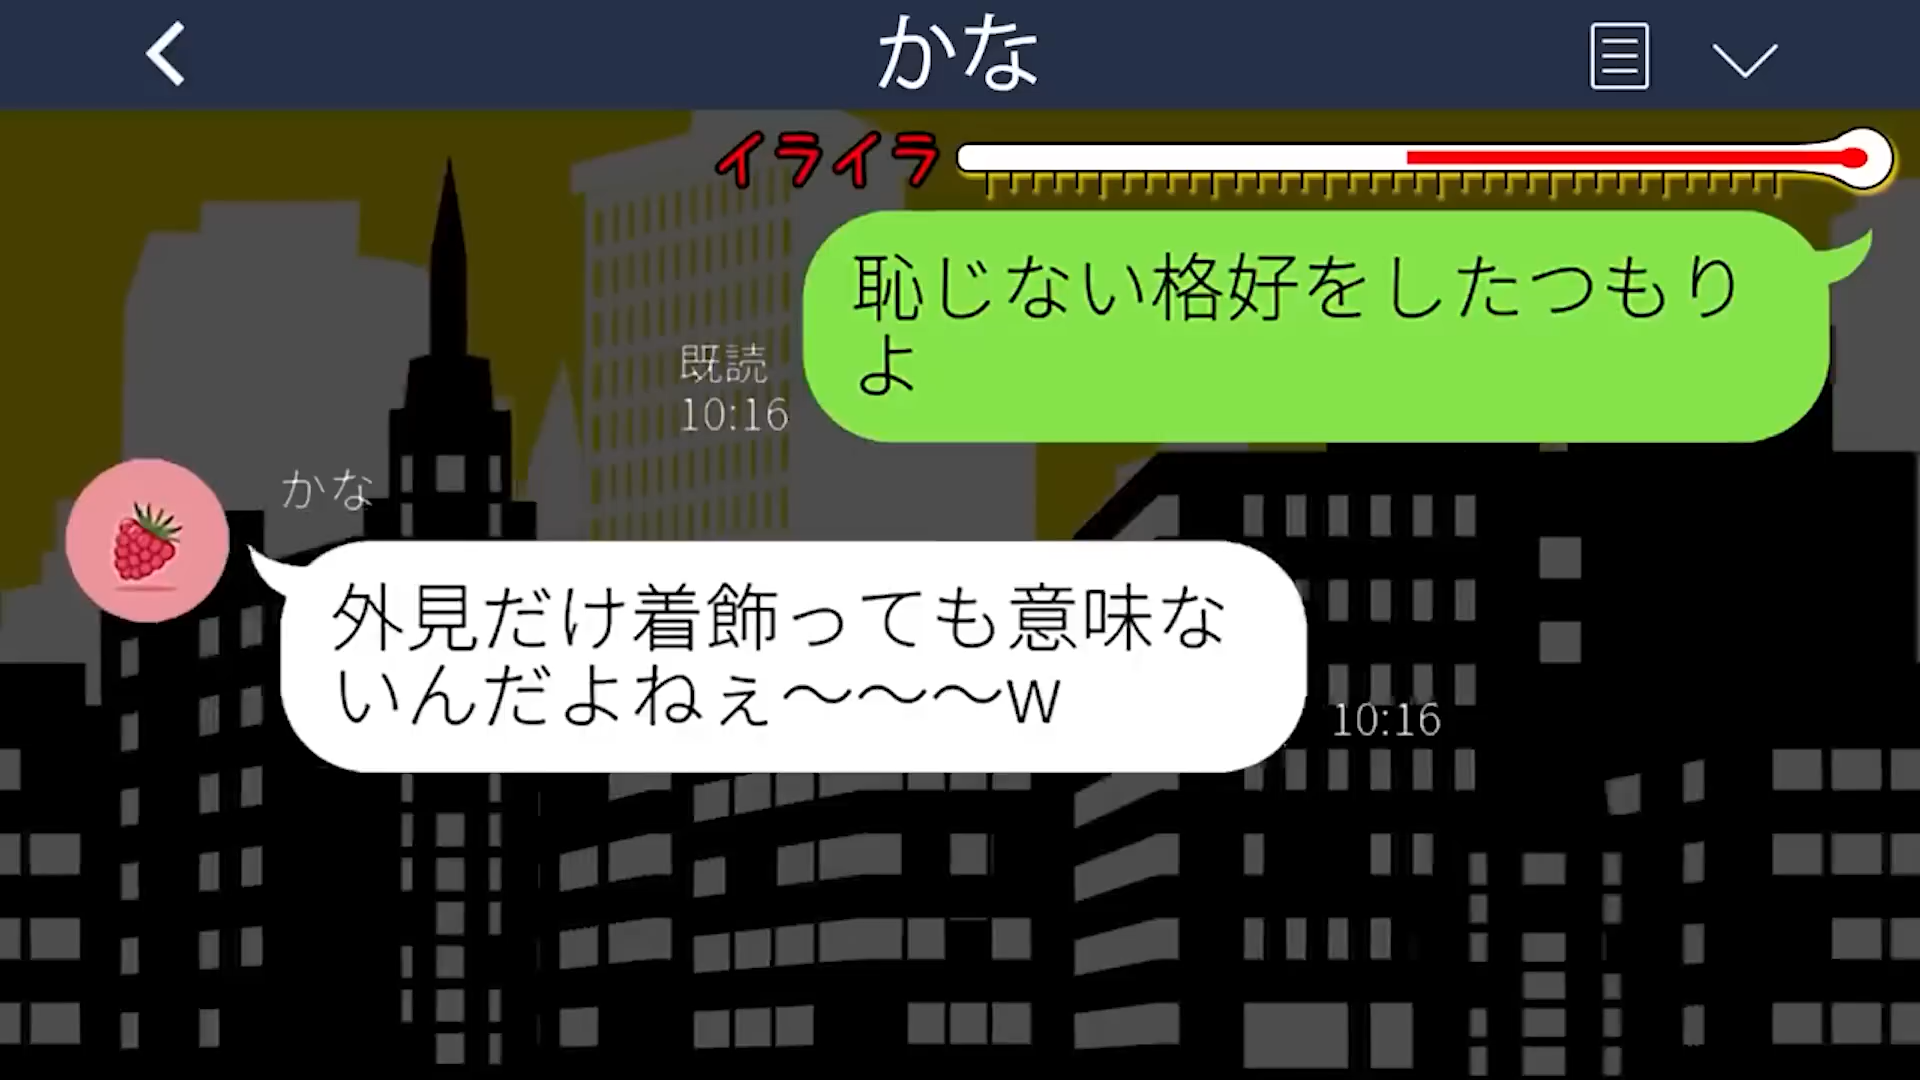 かな
イライラ
恥じない格好をしたつもり
よ
既読
10:16
かな
外見だけ着飾っても意味な
いんだよねぇ〜〜〜w
10:16